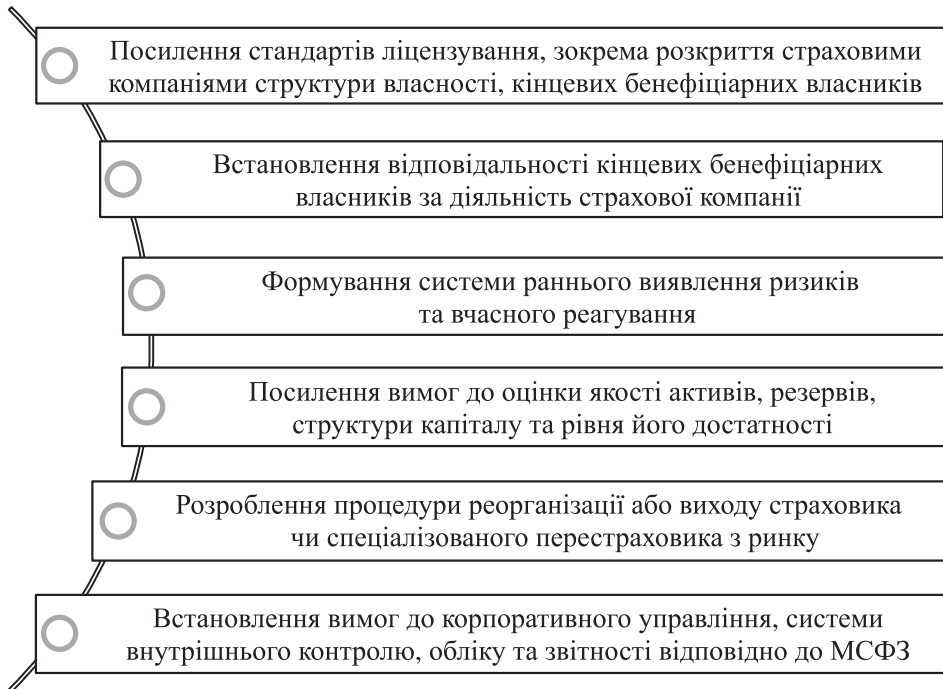 Посилення стандартів ліцензування, зокрема розкриття страховими
компаніями структури власності, кінцевих бенефіціарних власників
Встановлення відповідальності кінцевих бенефіціарних
власників за діяльність страхової компанії
Формування системи раннього виявлення ризиків
та вчасного реагування
Посилення вимог до оцінки якості активів, резервів,
структури капіталу та рівня його достатності
Розроблення процедури реорганізації або виходу страховика
чи спеціалізованого перестраховика з ринку
Встановлення вимог до корпоративного управління, системи
внутрішнього контролю, обліку та звітності відповідно до МСФЗ